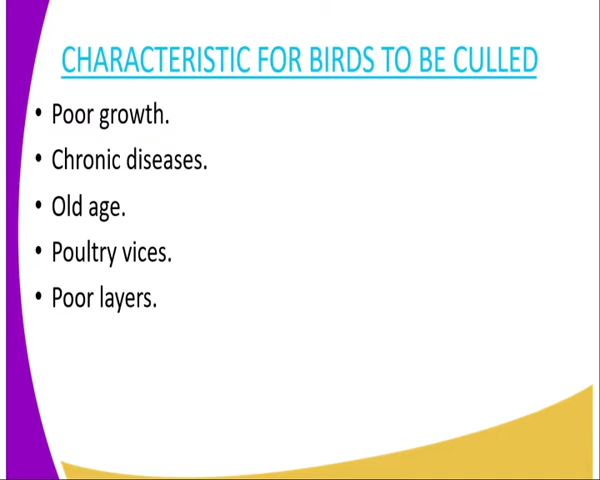 CHARACTERISTIC FOR BIRDS TO BE CULLED
• Poor growth.
• Chronic diseases.
• Old age.
• Poultry vices.
• Poor layers.